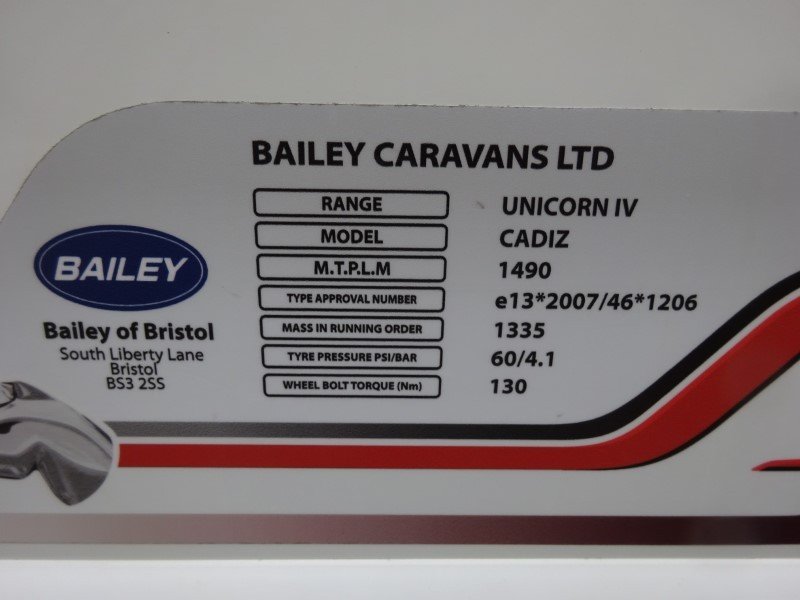 BAILEY CARAVANS LTD
RANGE UNICORN IV
MODEL CADIZ
M.T.P.L.M 1490
TYPE APPROVAL NUMBER e13*2007/46*1206
MASS IN RUNNING ORDER 1335
TYRE PRESSURE PSI/BAR 60/4.1
WHEEL BOLT TORQUE (Nm) 130
BAILEY
Bailey of Bristol
South Liberty Lane
Bristol
BS3 2SS